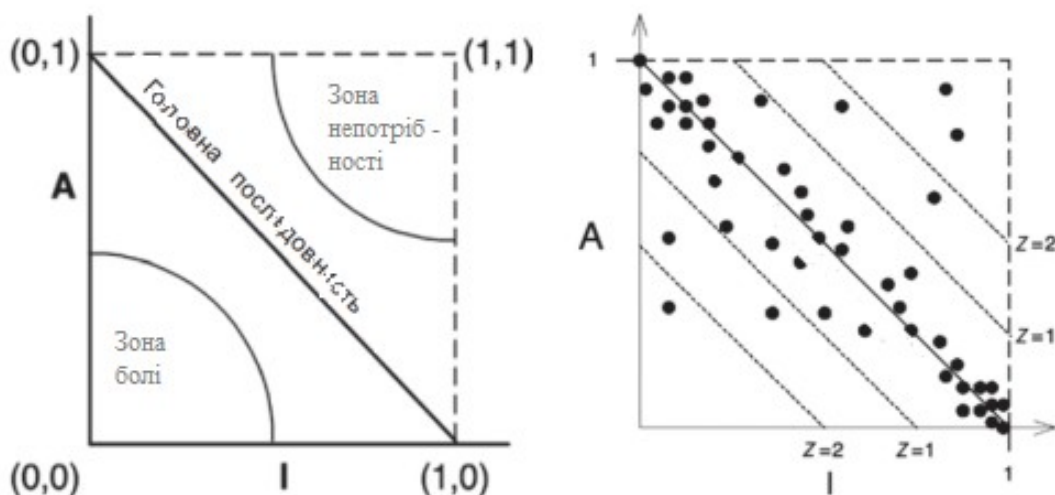 (0,1)
(1,1)
Зона
непотріб -
ності
Головна послідовність
A
Зона
болі
(0,0)
I
(1,0)
1
A
Z=2
Z=1
Z=2
Z=1
1
I